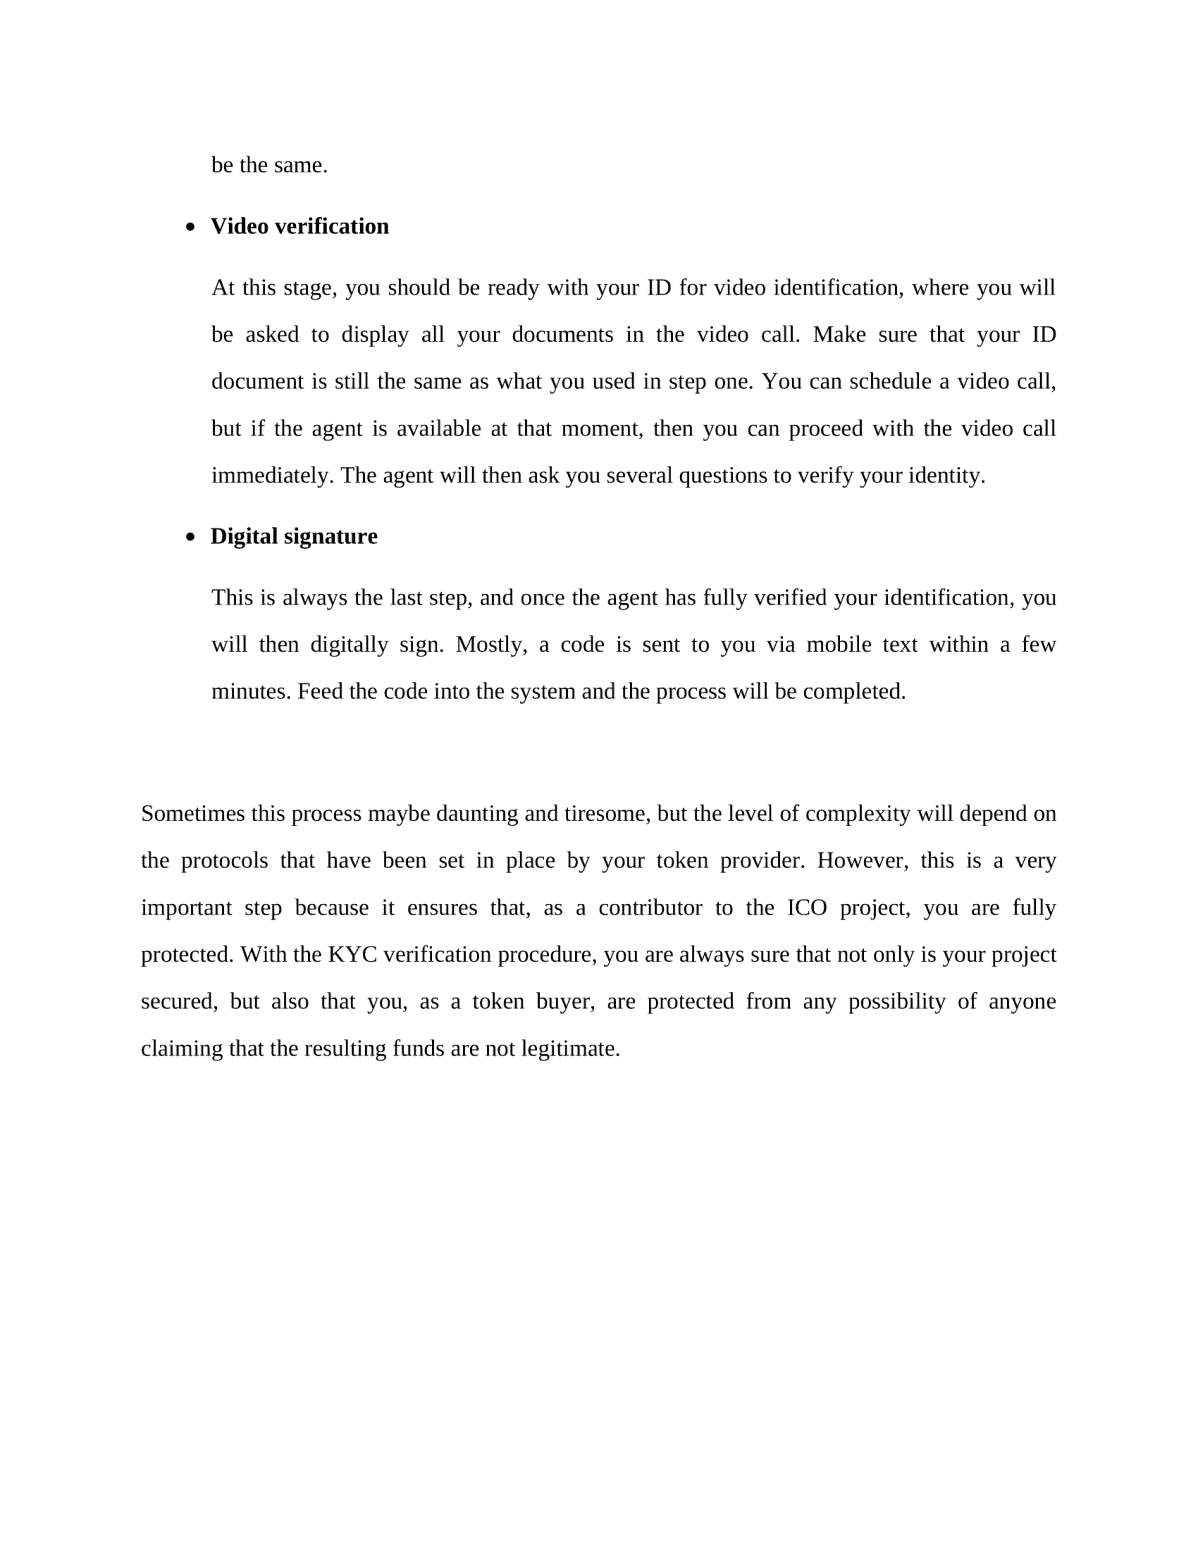 be the same.
• Video verification
At this stage, you should be ready with your ID for video identification, where you will
be asked to display all your documents in the video call. Make sure that your ID
document is still the same as what you used in step one. You can schedule a video call,
but if the agent is available at that moment, then you can proceed with the video call
immediately. The agent will then ask you several questions to verify your identity.
• Digital signature
This is always the last step, and once the agent has fully verified your identification, you
will then digitally sign. Mostly, a code is sent to you via mobile text within a few
minutes. Feed the code into the system and the process will be completed.
Sometimes this process maybe daunting and tiresome, but the level of complexity will depend on
the protocols that have been set in place by your token provider. However, this is a very
important step because it ensures that, as a contributor to the ICO project, you are fully
protected. With the KYC verification procedure, you are always sure that not only is your project
secured, but also that you, as a token buyer, are protected from any possibility of anyone
claiming that the resulting funds are not legitimate.